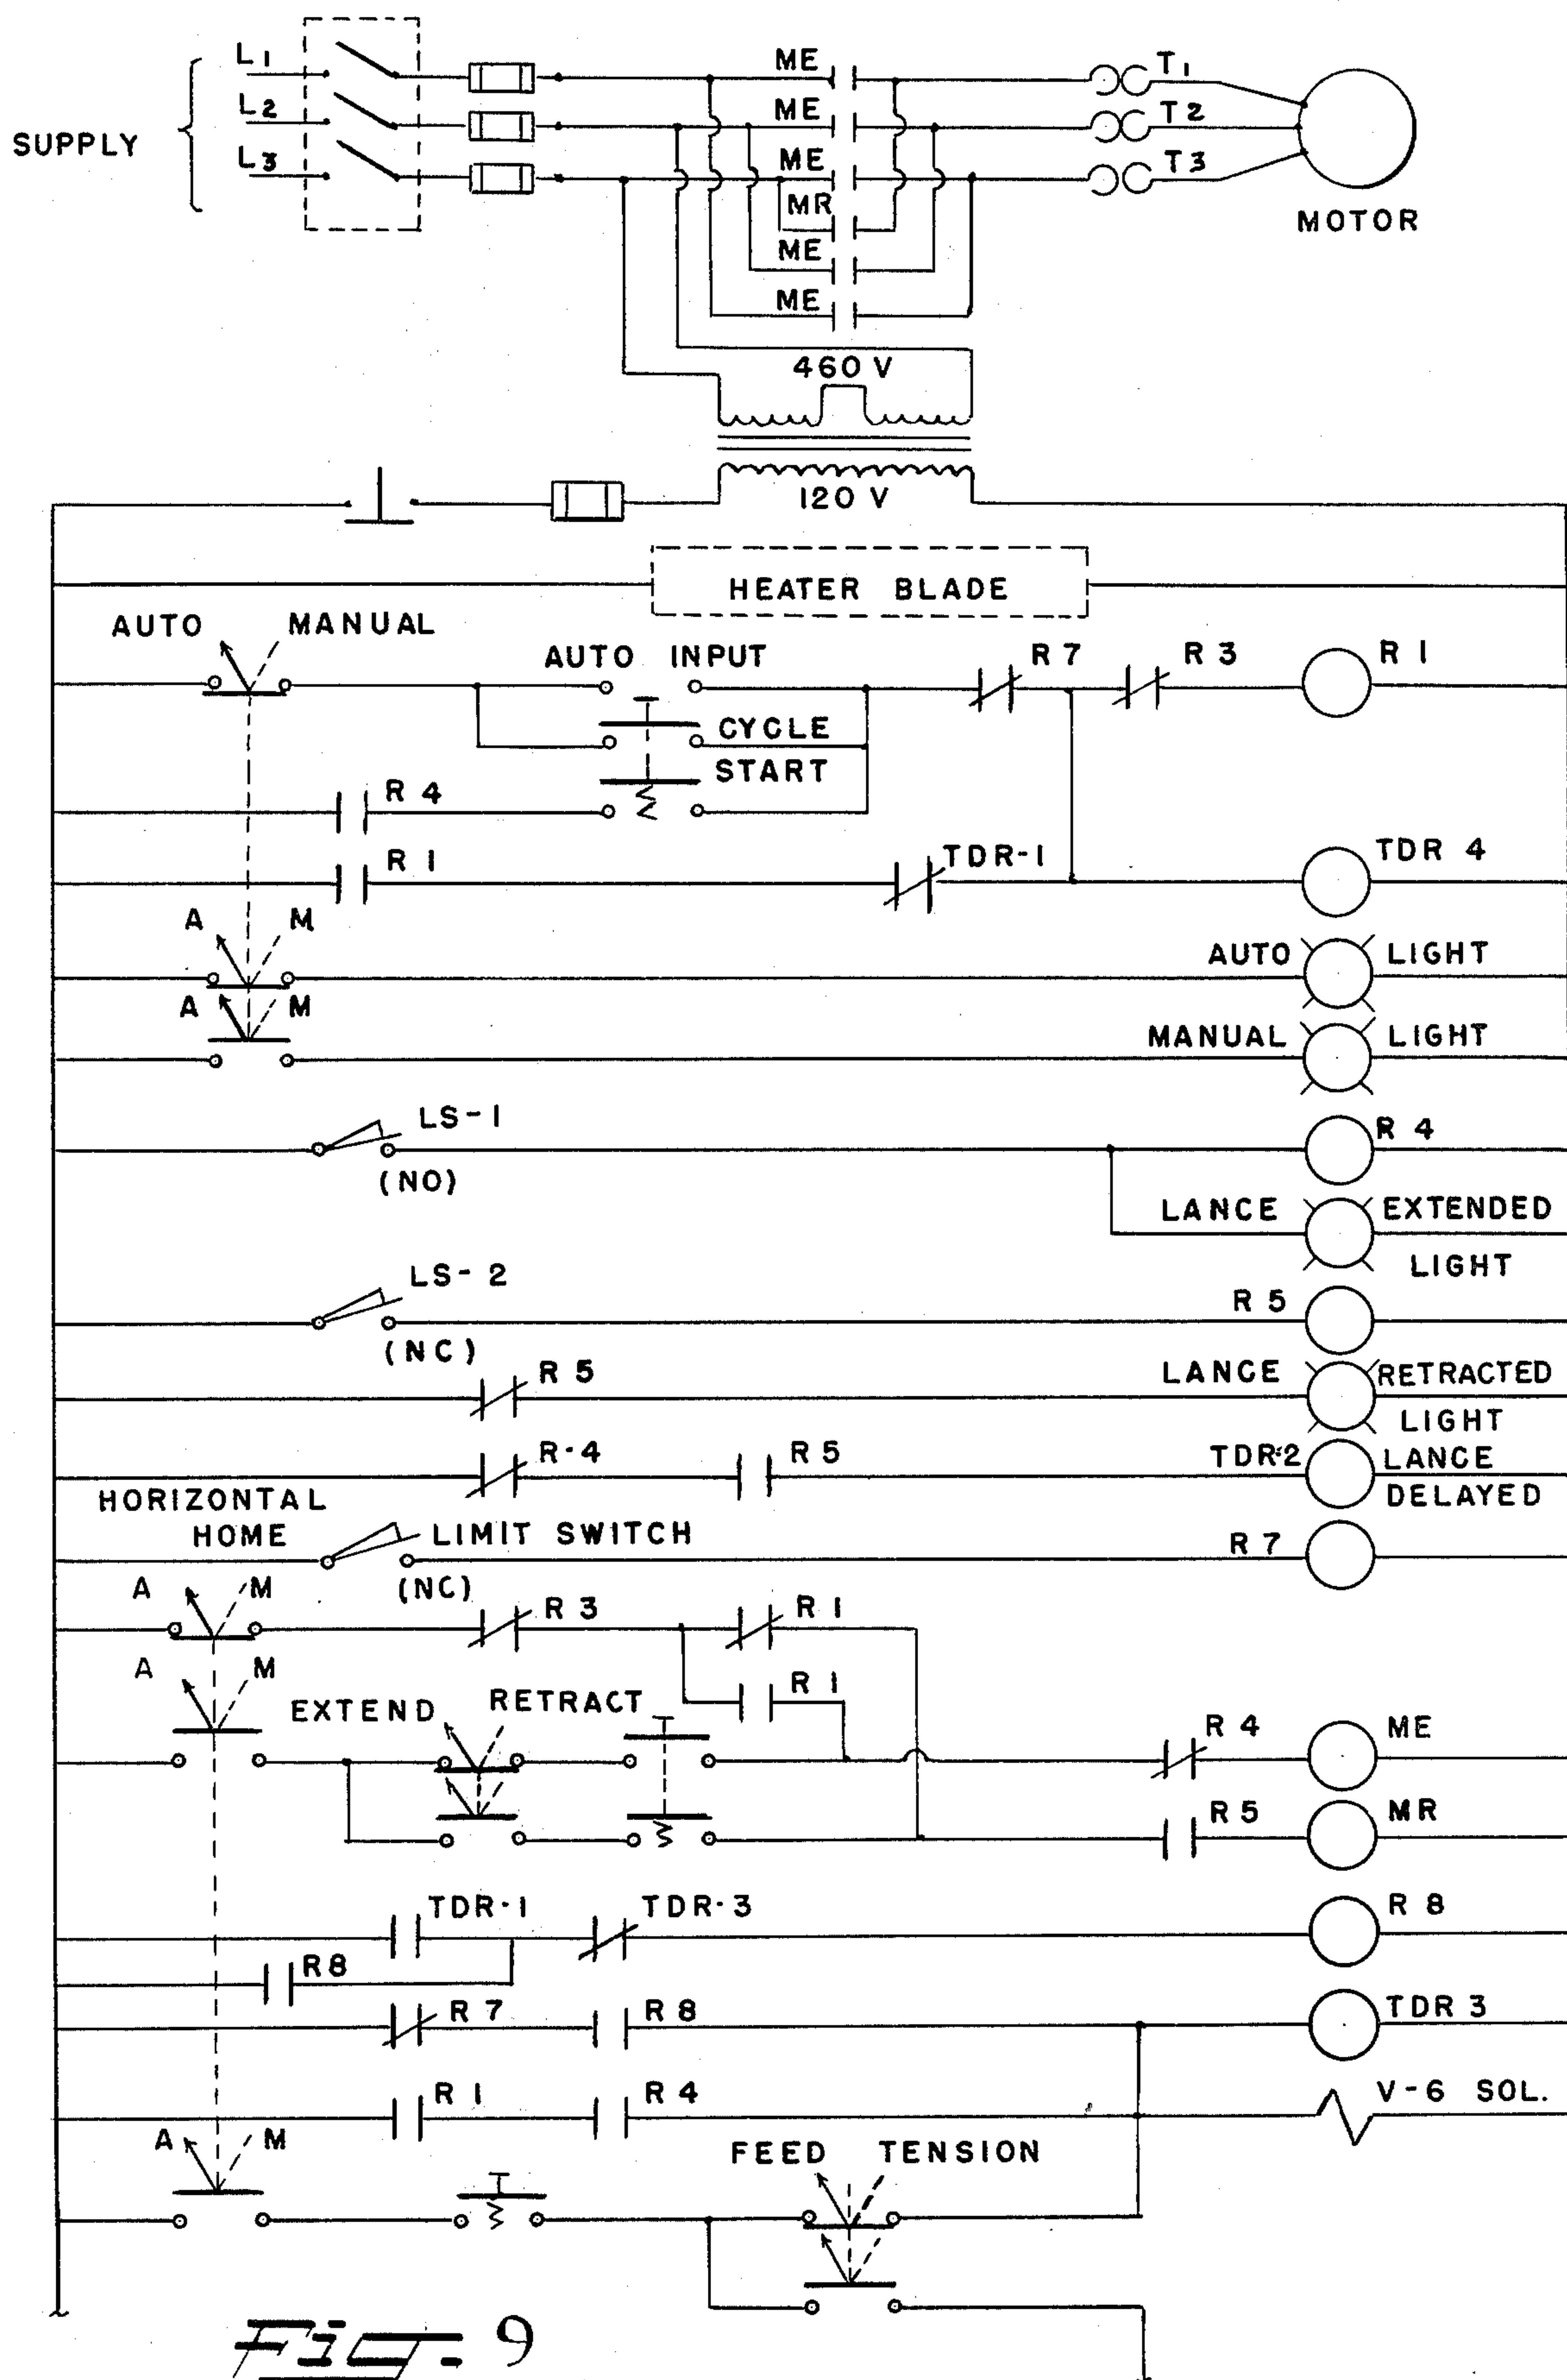 L1
ME
T1
L2
ME
T2
SUPPLY
L3
ME
T3
MR
MOTOR
ME
ME
460 V
120 V
HEATER BLADE
AUTO MANUAL
AUTO INPUT
R 7
R 3
R 1
CYCLE
START
R 4
R 1
TDR-1
TDR 4
A M
AUTO LIGHT
A M
MANUAL LIGHT
LS-1
(NO)
R 4
LANCE EXTENDED
LIGHT
LS-2
(NC)
R 5
R 5
LANCE RETRACTED
LIGHT
R-4
R 5
TDR-2 LANCE
DELAYED
HORIZONTAL
HOME LIMIT SWITCH
(NC)
R 7
A M
R 3
R 1
A M
R 1
EXTEND RETRACT
R 4
ME
R 5
MR
TDR-1
TDR-3
R 8
R8
R 7
R 8
TDR 3
R 1
R 4
V-6 SOL.
A M
FEED TENSION
Fig. 9